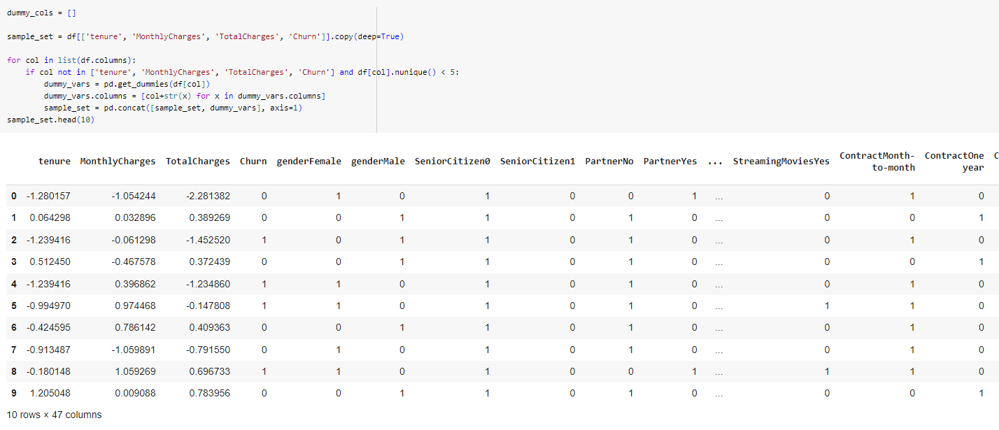 dummy_cols = []
sample_set = df[['tenure', 'MonthlyCharges', 'TotalCharges', 'Churn']].copy(deep=True)
for col in list(df.columns):
    if col not in ['tenure', 'MonthlyCharges', 'TotalCharges', 'Churn'] and df[col].nunique() < 5:
        dummy_vars = pd.get_dummies(df[col])
        dummy_vars.columns = [col+str(x) for x in dummy_vars.columns]
        sample_set = pd.concat([sample_set, dummy_vars], axis=1)
sample_set.head(10)
tenure MonthlyCharges TotalCharges Churn genderFemale genderMale SeniorCitizen0 SeniorCitizen1 PartnerNo PartnerYes ... StreamingMoviesYes ContractMonth-to-month ContractOne year C
0 -1.280157 -1.054244 -2.281382 0 1 0 1 0 0 1 ... 0 1 0
1 0.064298 0.032896 0.389269 0 0 1 1 0 1 0 ... 0 0 1
2 -1.239416 -0.061298 -1.452520 1 0 1 1 0 1 0 ... 0 1 0
3 0.512450 -0.467578 0.372439 0 0 1 1 0 1 0 ... 0 0 1
4 -1.239416 0.396862 -1.234860 1 1 0 1 0 1 0 ... 0 1 0
5 -0.994970 0.974468 -0.147808 1 1 0 1 0 1 0 ... 1 1 0
6 -0.424595 0.786142 0.409363 0 0 1 1 0 1 0 ... 0 1 0
7 -0.913487 -1.059891 -0.791550 0 1 0 1 0 1 0 ... 0 1 0
8 -0.180148 1.059269 0.696733 1 1 0 1 0 0 1 ... 1 1 0
9 1.205048 0.009088 0.783956 0 0 1 1 0 1 0 ... 0 0 1
10 rows × 47 columns